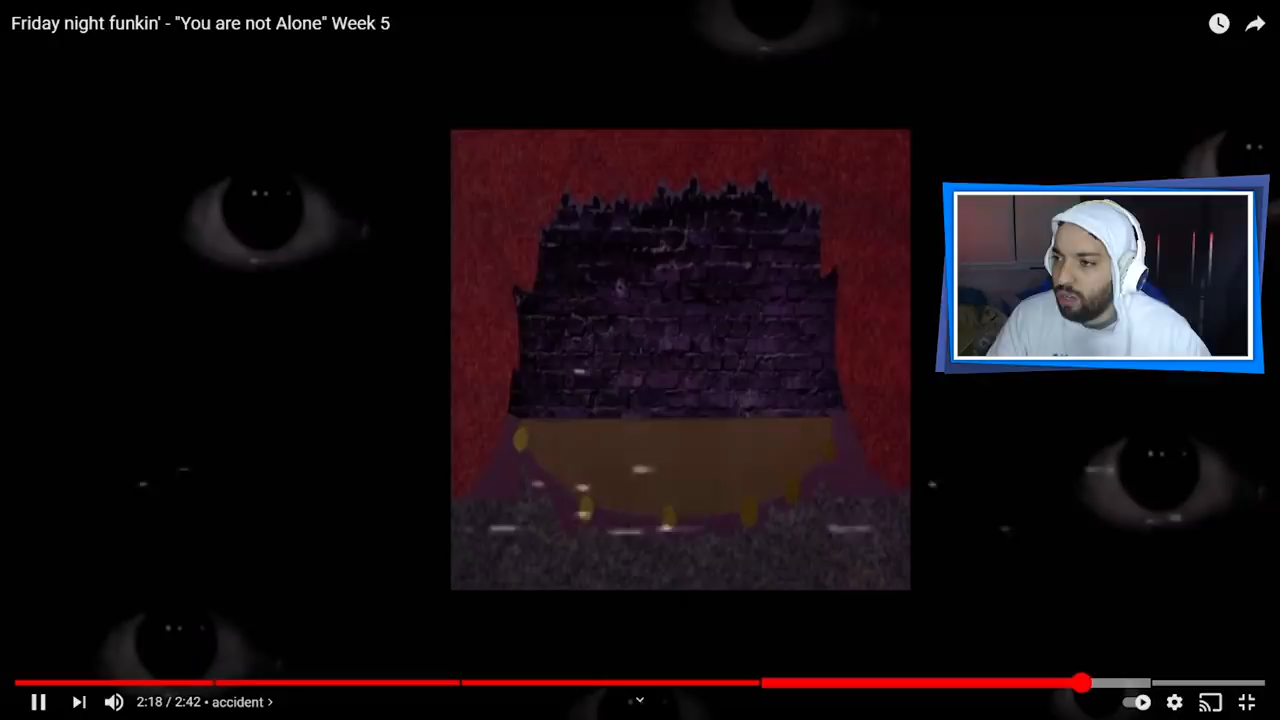 Friday night funkin' - "You are not Alone" Week 5
2:18 / 2:42 • accident >